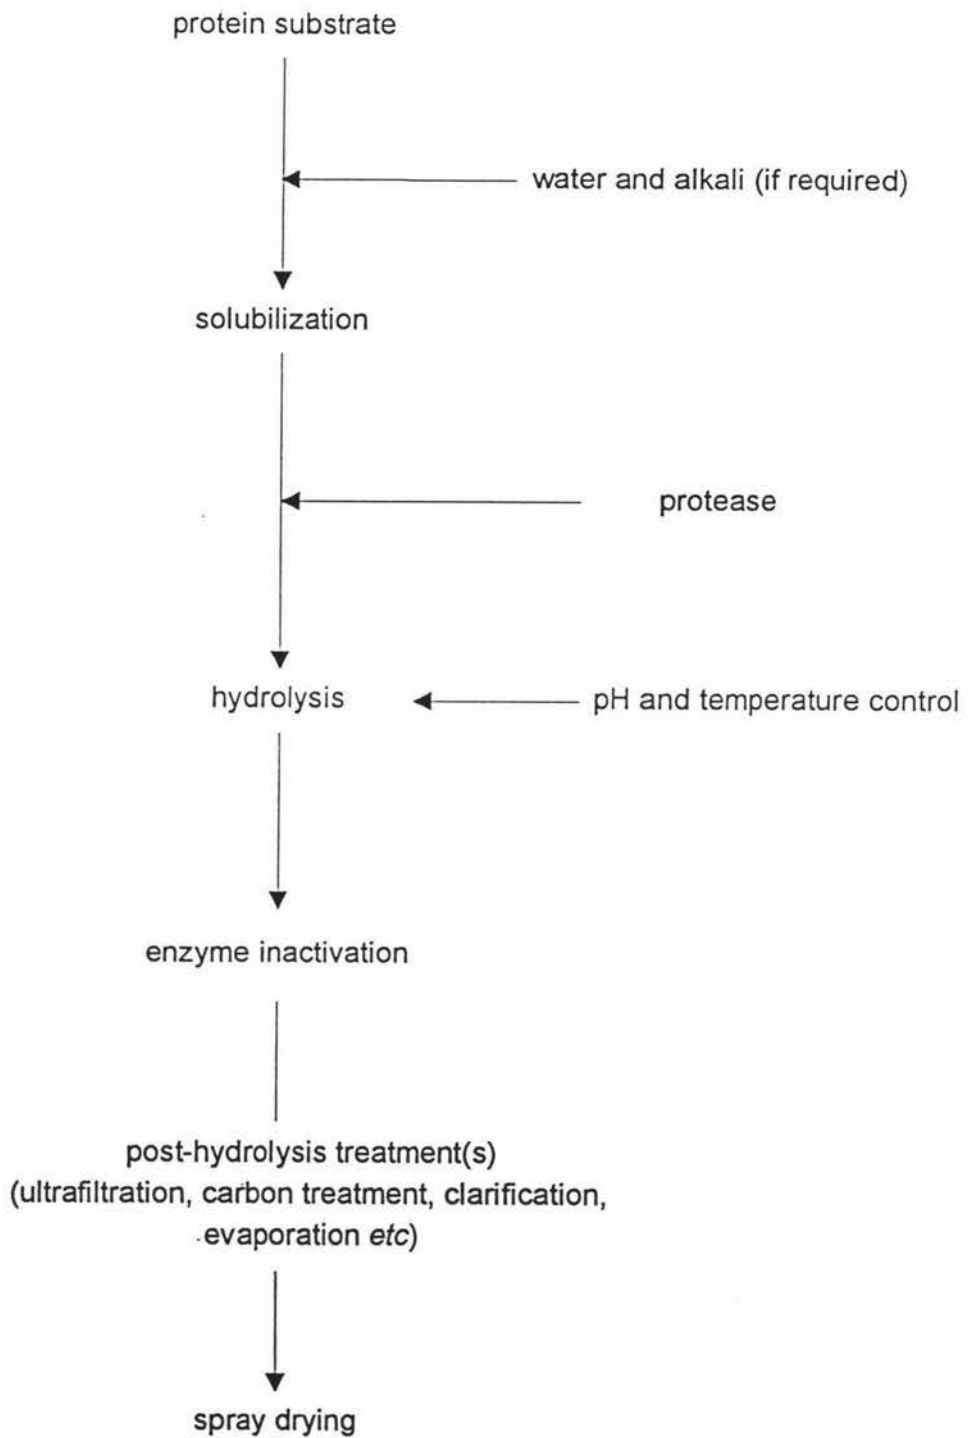 protein substrate
water and alkali (if required)
solubilization
protease
hydrolysis
pH and temperature control
enzyme inactivation
post-hydrolysis treatment(s)
(ultrafiltration, carbon treatment, clarification,
evaporation etc)
spray drying